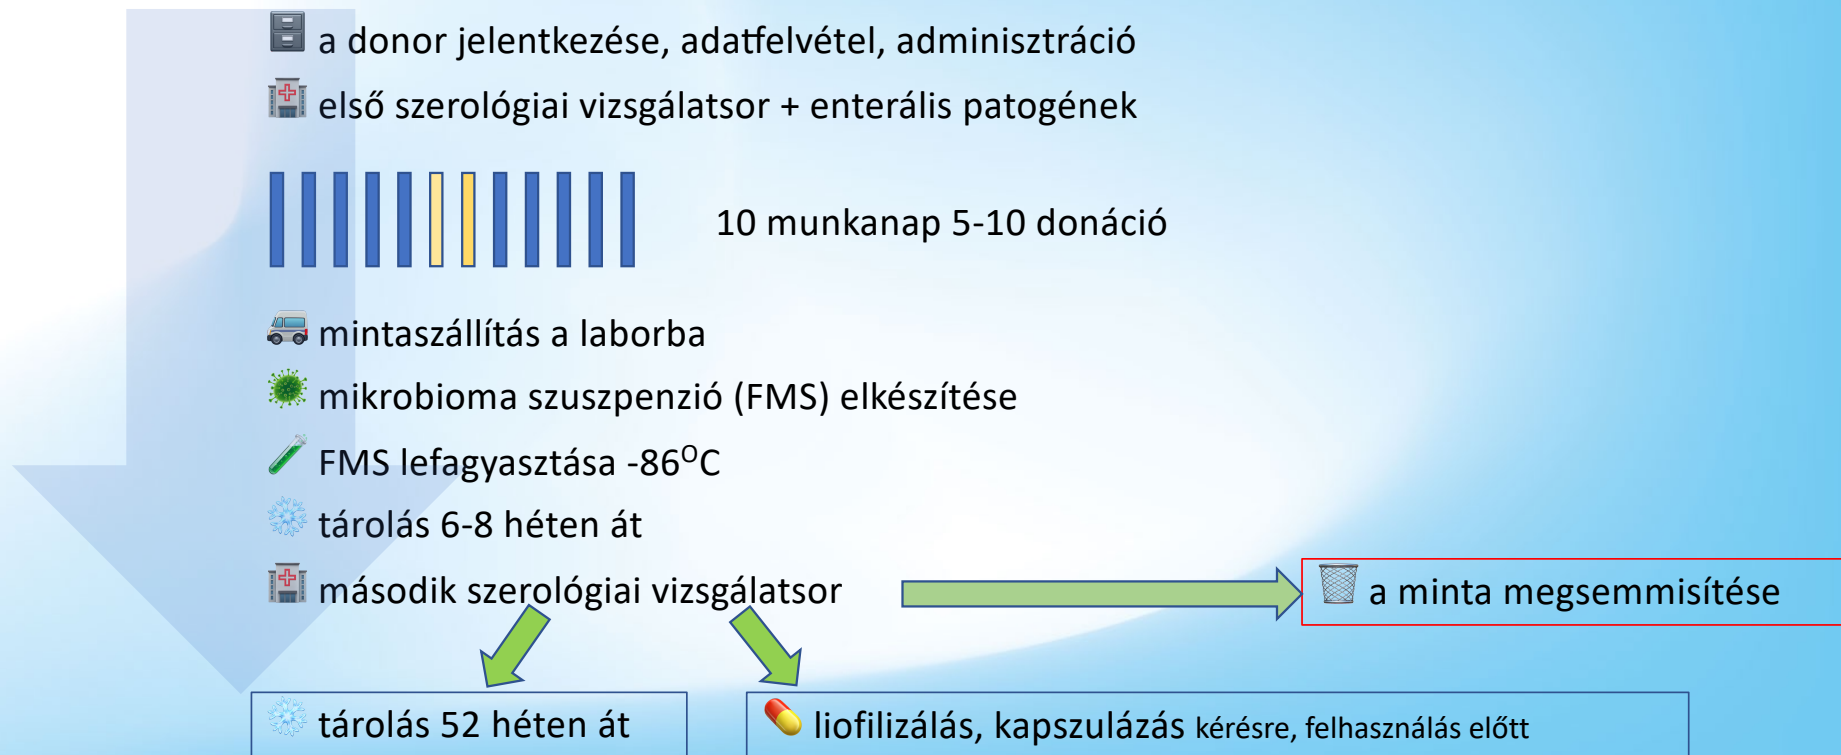 a donor jelentkezése, adatfelvétel, adminisztráció
első szerológiai vizsgálatsor + enterális patogének
10 munkanap 5-10 donáció
mintaszállítás a laborba
mikrobioma szuszpenzió (FMS) elkészítése
FMS lefagyasztása -86ᴼC
tárolás 6-8 héten át
második szerológiai vizsgálatsor
a minta megsemmisítése
tárolás 52 héten át
liofilizálás, kapszulázás kérésre, felhasználás előtt